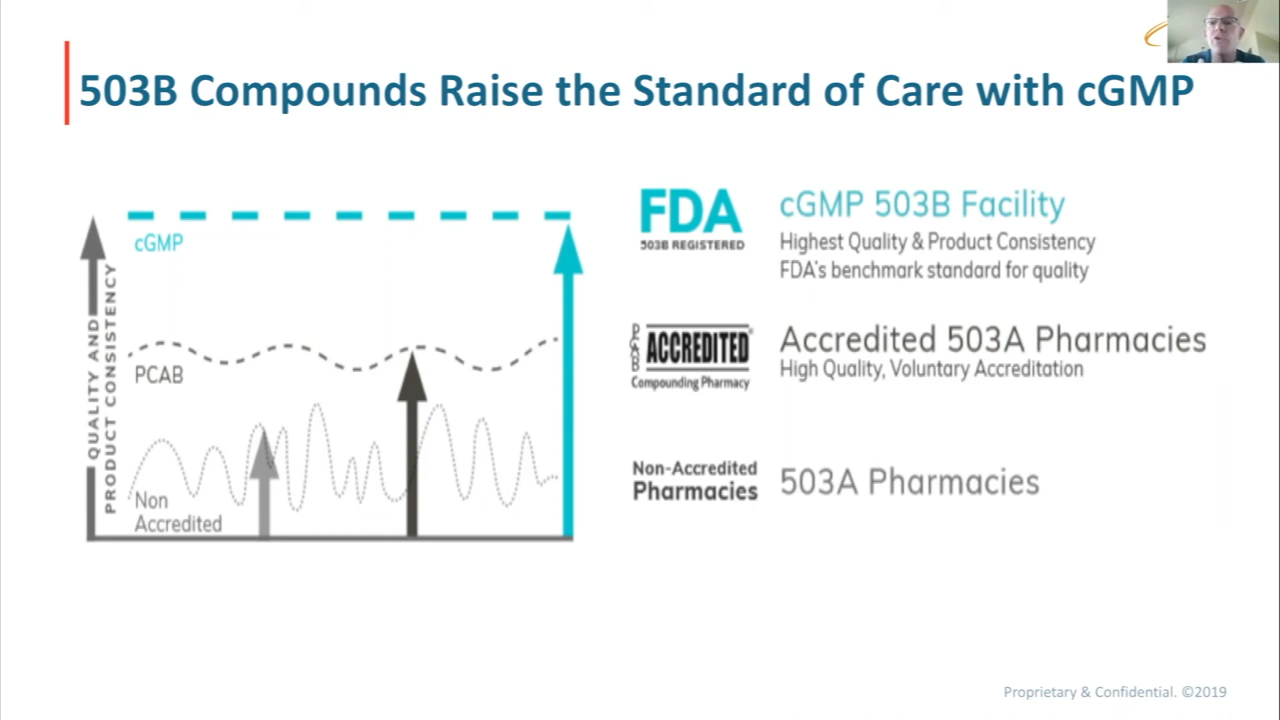 503B Compounds Raise the Standard of Care with cGMP
QUALITY AND
PRODUCT CONSISTENCY
cGMP
PCAB
Non
Accredited
FDA
503B REGISTERED
cGMP 503B Facility
Highest Quality & Product Consistency
FDA's benchmark standard for quality
PCAB
ACCREDITED
Compounding Pharmacy
Accredited 503A Pharmacies
High Quality, Voluntary Accreditation
Non-Accredited
Pharmacies
503A Pharmacies
Proprietary & Confidential. ©2019